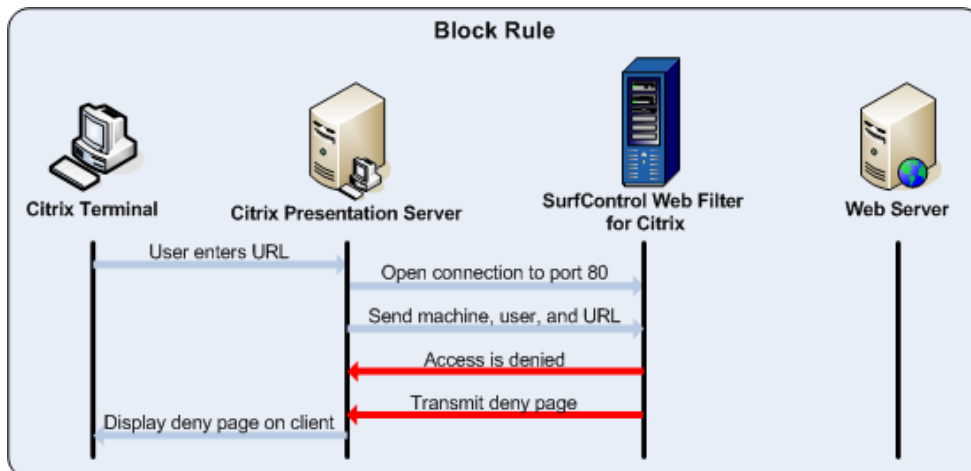 Block Rule
Citrix Terminal
Citrix Presentation Server
SurfControl Web Filter
for Citrix
Web Server
User enters URL
Open connection to port 80
Send machine, user, and URL
Access is denied
Transmit deny page
Display deny page on client